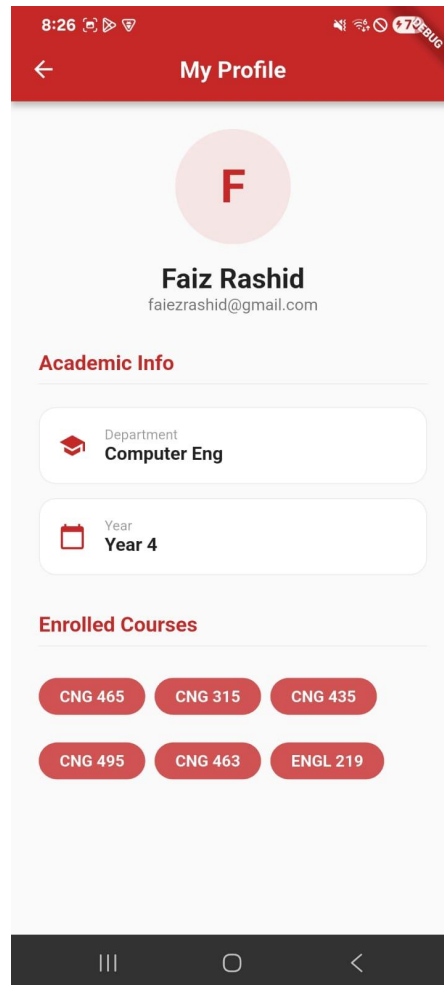 8:26
DEBUG
My Profile
F
Faiz Rashid
faiezrashid@gmail.com
Academic Info
Department
Computer Eng
Year
Year 4
Enrolled Courses
CNG 465 CNG 315 CNG 435
CNG 495 CNG 463 ENGL 219